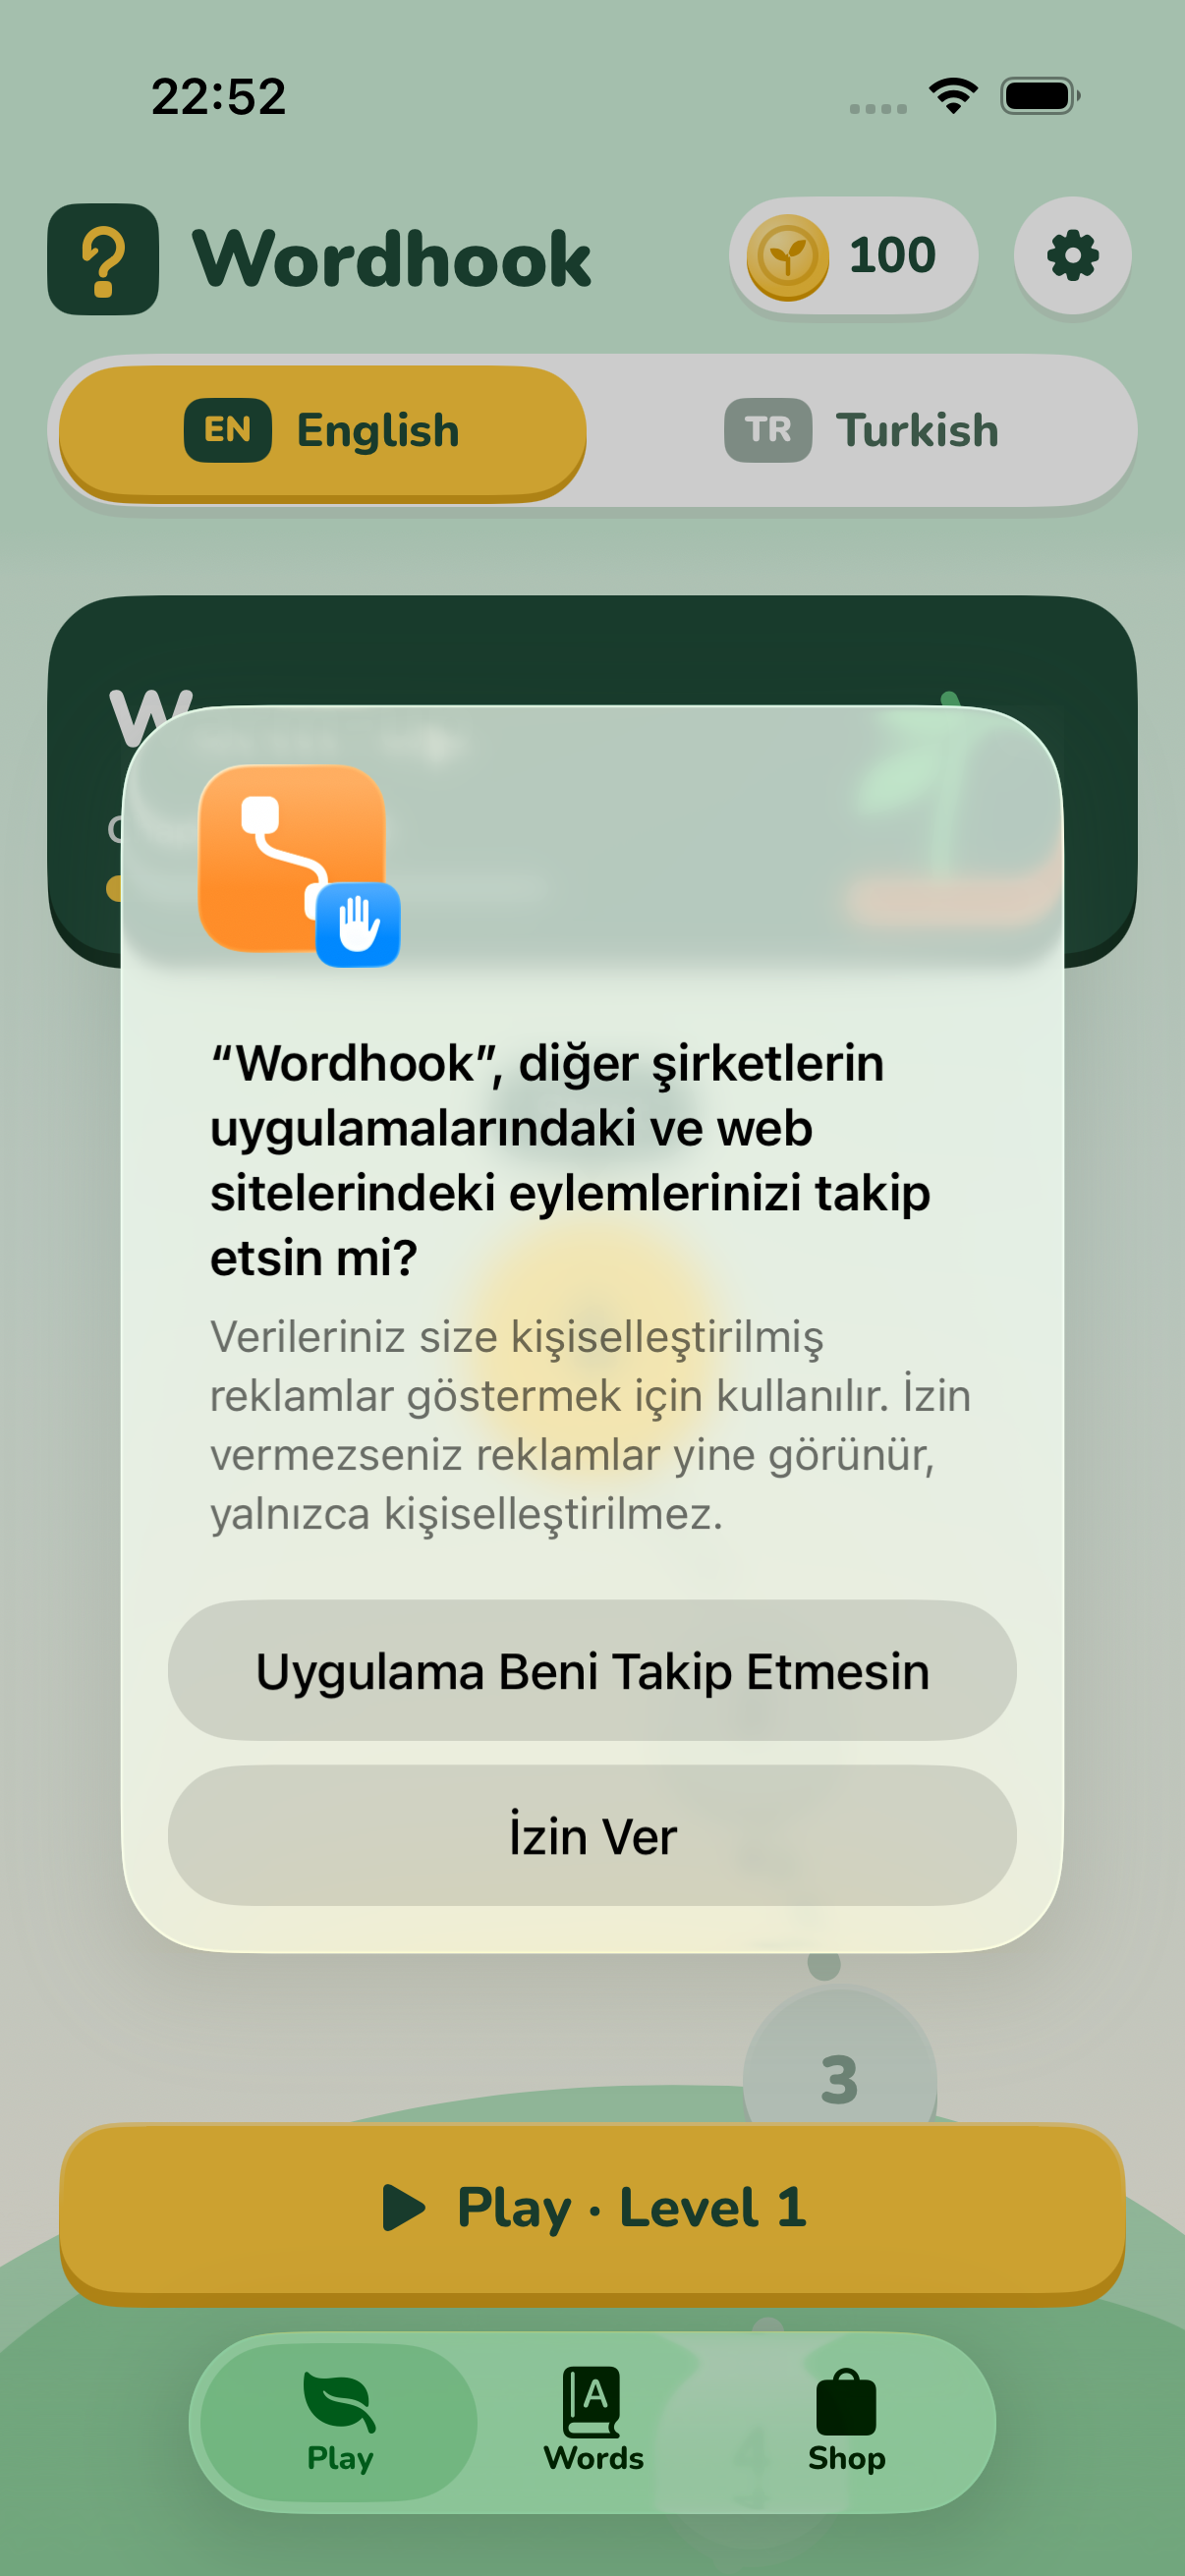 22:52
Wordhook
100
EN English
TR Turkish
W
“Wordhook”, diğer şirketlerin
uygulamalarındaki ve web
sitelerindeki eylemlerinizi takip
etsin mi?
Verileriniz size kişiselleştirilmiş
reklamlar göstermek için kullanılır. İzin
vermezseniz reklamlar yine görünür,
yalnızca kişiselleştirilmez.
Uygulama Beni Takip Etmesin
İzin Ver
3
Play · Level 1
4
A
Play
Words
Shop